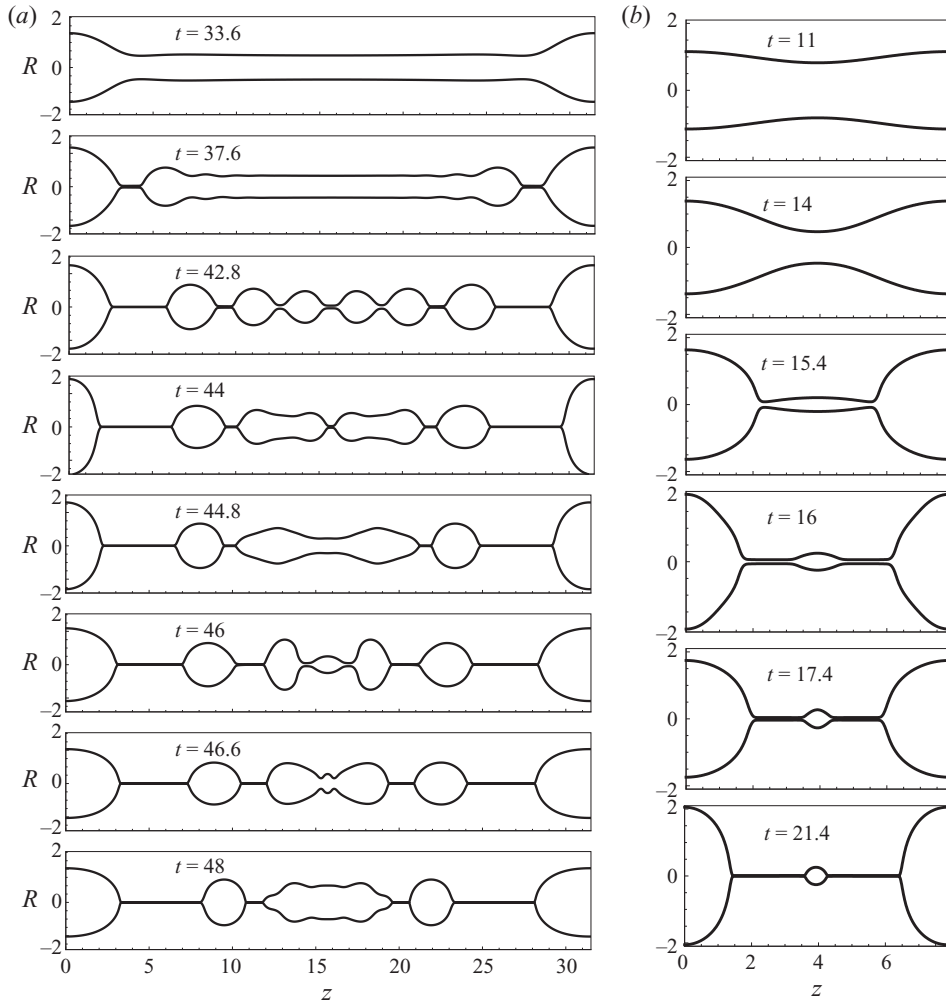 (a)
2
R 0
−2
t = 33.6
2
R 0
−2
t = 37.6
2
R 0
−2
t = 42.8
2
R 0
−2
t = 44
2
R 0
−2
t = 44.8
2
R 0
−2
t = 46
2
R 0
−2
t = 46.6
2
R 0
−2
t = 48
0 5 10 15 20 25 30
z
(b)
2
0
−2
t = 11
2
0
−2
t = 14
2
0
−2
t = 15.4
2
0
−2
t = 16
2
0
−2
t = 17.4
2
0
−2
t = 21.4
0 2 4 6
z